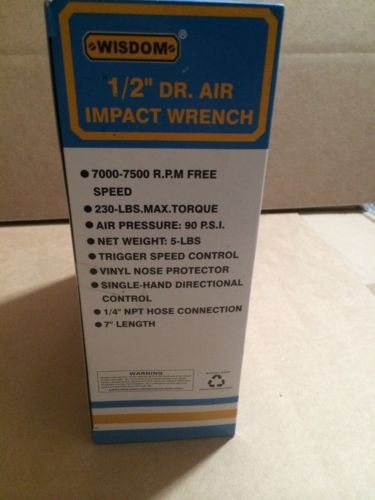 WISDOM®
1/2" DR. AIR
IMPACT WRENCH
● 7000-7500 R.P.M FREE
SPEED
● 230-LBS.MAX.TORQUE
● AIR PRESSURE: 90 P.S.I.
● NET WEIGHT: 5-LBS
● TRIGGER SPEED CONTROL
● VINYL NOSE PROTECTOR
● SINGLE-HAND DIRECTIONAL
CONTROL
● 1/4" NPT HOSE CONNECTION
● 7" LENGTH
WARNING